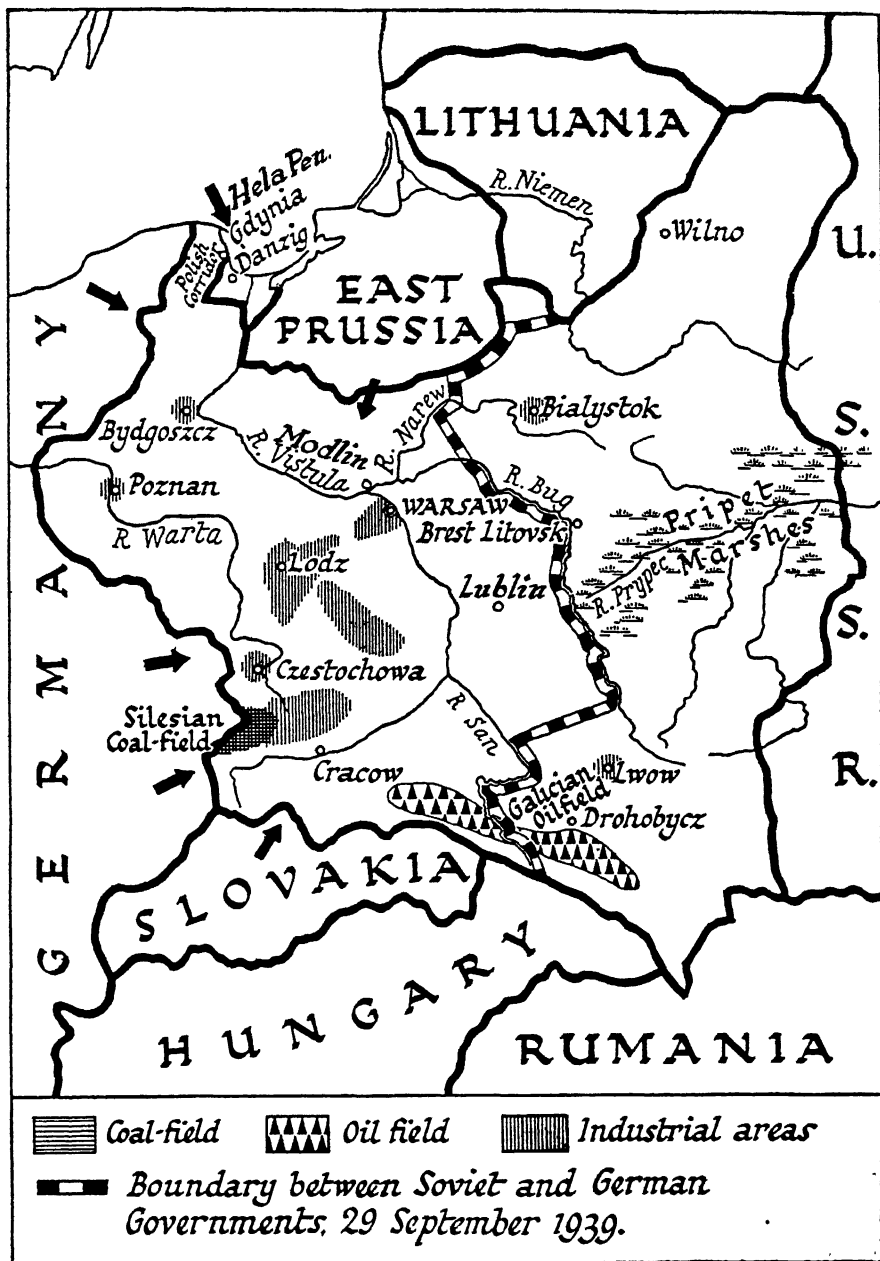 LITHUANIA
Hela Pen.
Gdynia
Danzig
Polish
Corridor
R. Niemen
Wilno
EAST
PRUSSIA
U.
S.
S.
R.
GERMANY
Bydgoszcz
R. Vistula
Modlin
R. Narew
Bialystok
Poznan
R Warta
WARSAW
R. Bug
Brest Litovsk
Pripet
Marshes
R. Prypec
Lodz
Lublin
Czestochowa
Silesian
Coal-field
R San
Cracow
Galician
Oilfield
Lwow
Drohobycz
SLOVAKIA
HUNGARY
RUMANIA
Coal-field
Oil field
Industrial areas
Boundary between Soviet and German
Governments, 29 September 1939.